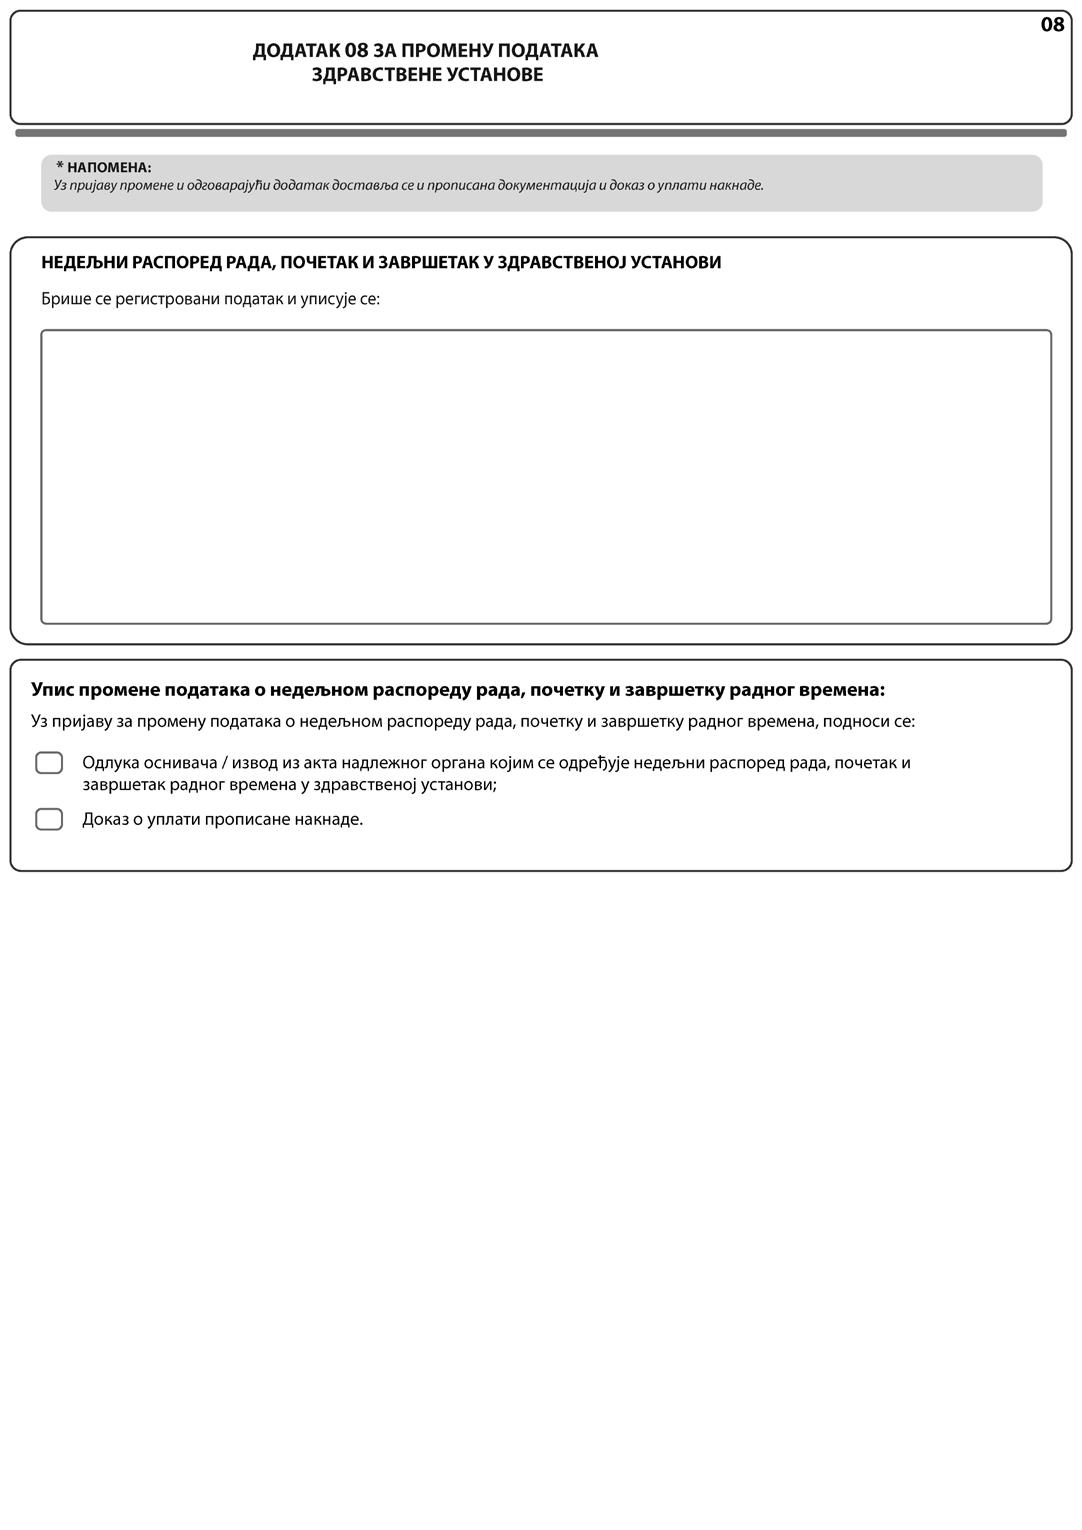 08
ДОДАТАК 08 ЗА ПРОМЕНУ ПОДАТАКА
ЗДРАВСТВЕНЕ УСТАНОВЕ
* НАПОМЕНА:
Уз пријаву промене и одговарајући додатак доставља се и прописана документација и доказ о уплати накнаде.
НЕДЕЉНИ РАСПОРЕД РАДА, ПОЧЕТАК И ЗАВРШЕТАК У ЗДРАВСТВЕНОЈ УСТАНОВИ
Брише се регистровани податак и уписује се:
Упис промене података о недељном распореду рада, почетку и завршетку радног времена:
Уз пријаву за промену података о недељном распореду рада, почетку и завршетку радног времена, подноси се:
Одлука оснивача / извод из акта надлежног органа којим се одређује недељни распоред рада, почетак и
завршетак радног времена у здравственој установи;
Доказ о уплати прописане накнаде.